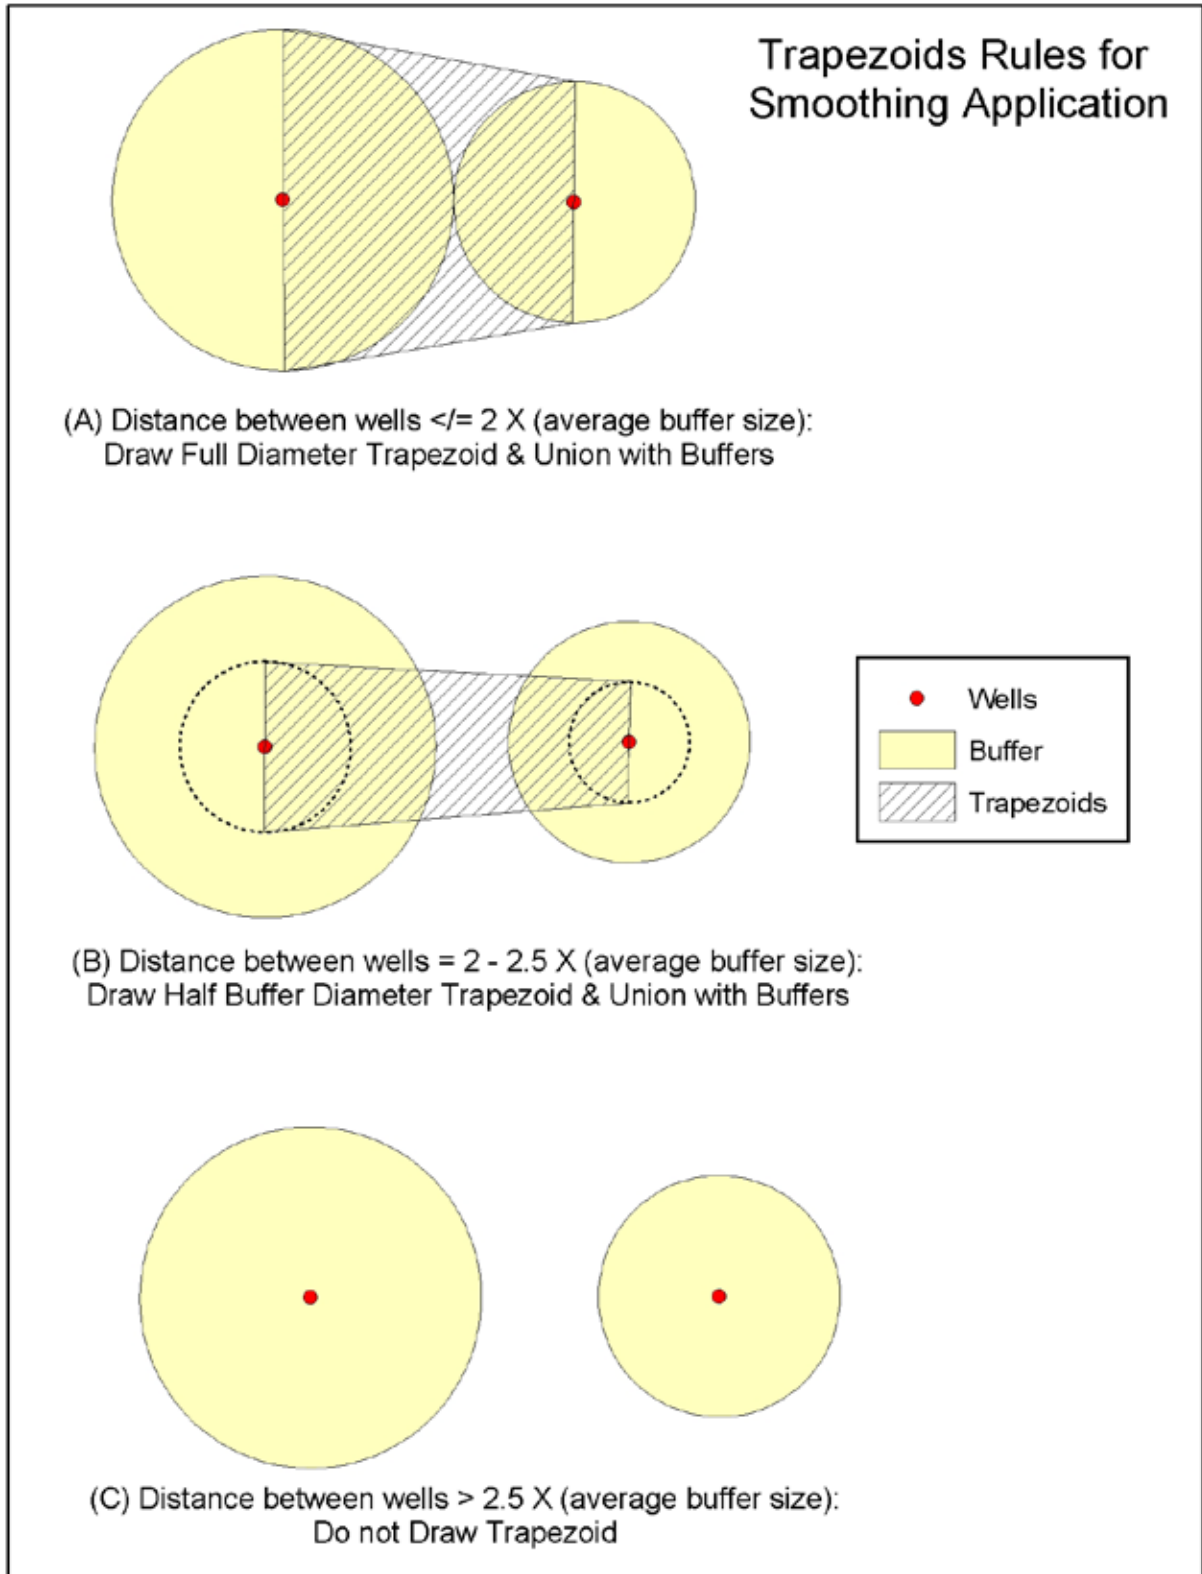 Trapezoids Rules for
Smoothing Application
(A) Distance between wells </= 2 X (average buffer size):
Draw Full Diameter Trapezoid & Union with Buffers
Wells
Buffer
Trapezoids
(B) Distance between wells = 2 - 2.5 X (average buffer size):
Draw Half Buffer Diameter Trapezoid & Union with Buffers
(C) Distance between wells > 2.5 X (average buffer size):
Do not Draw Trapezoid